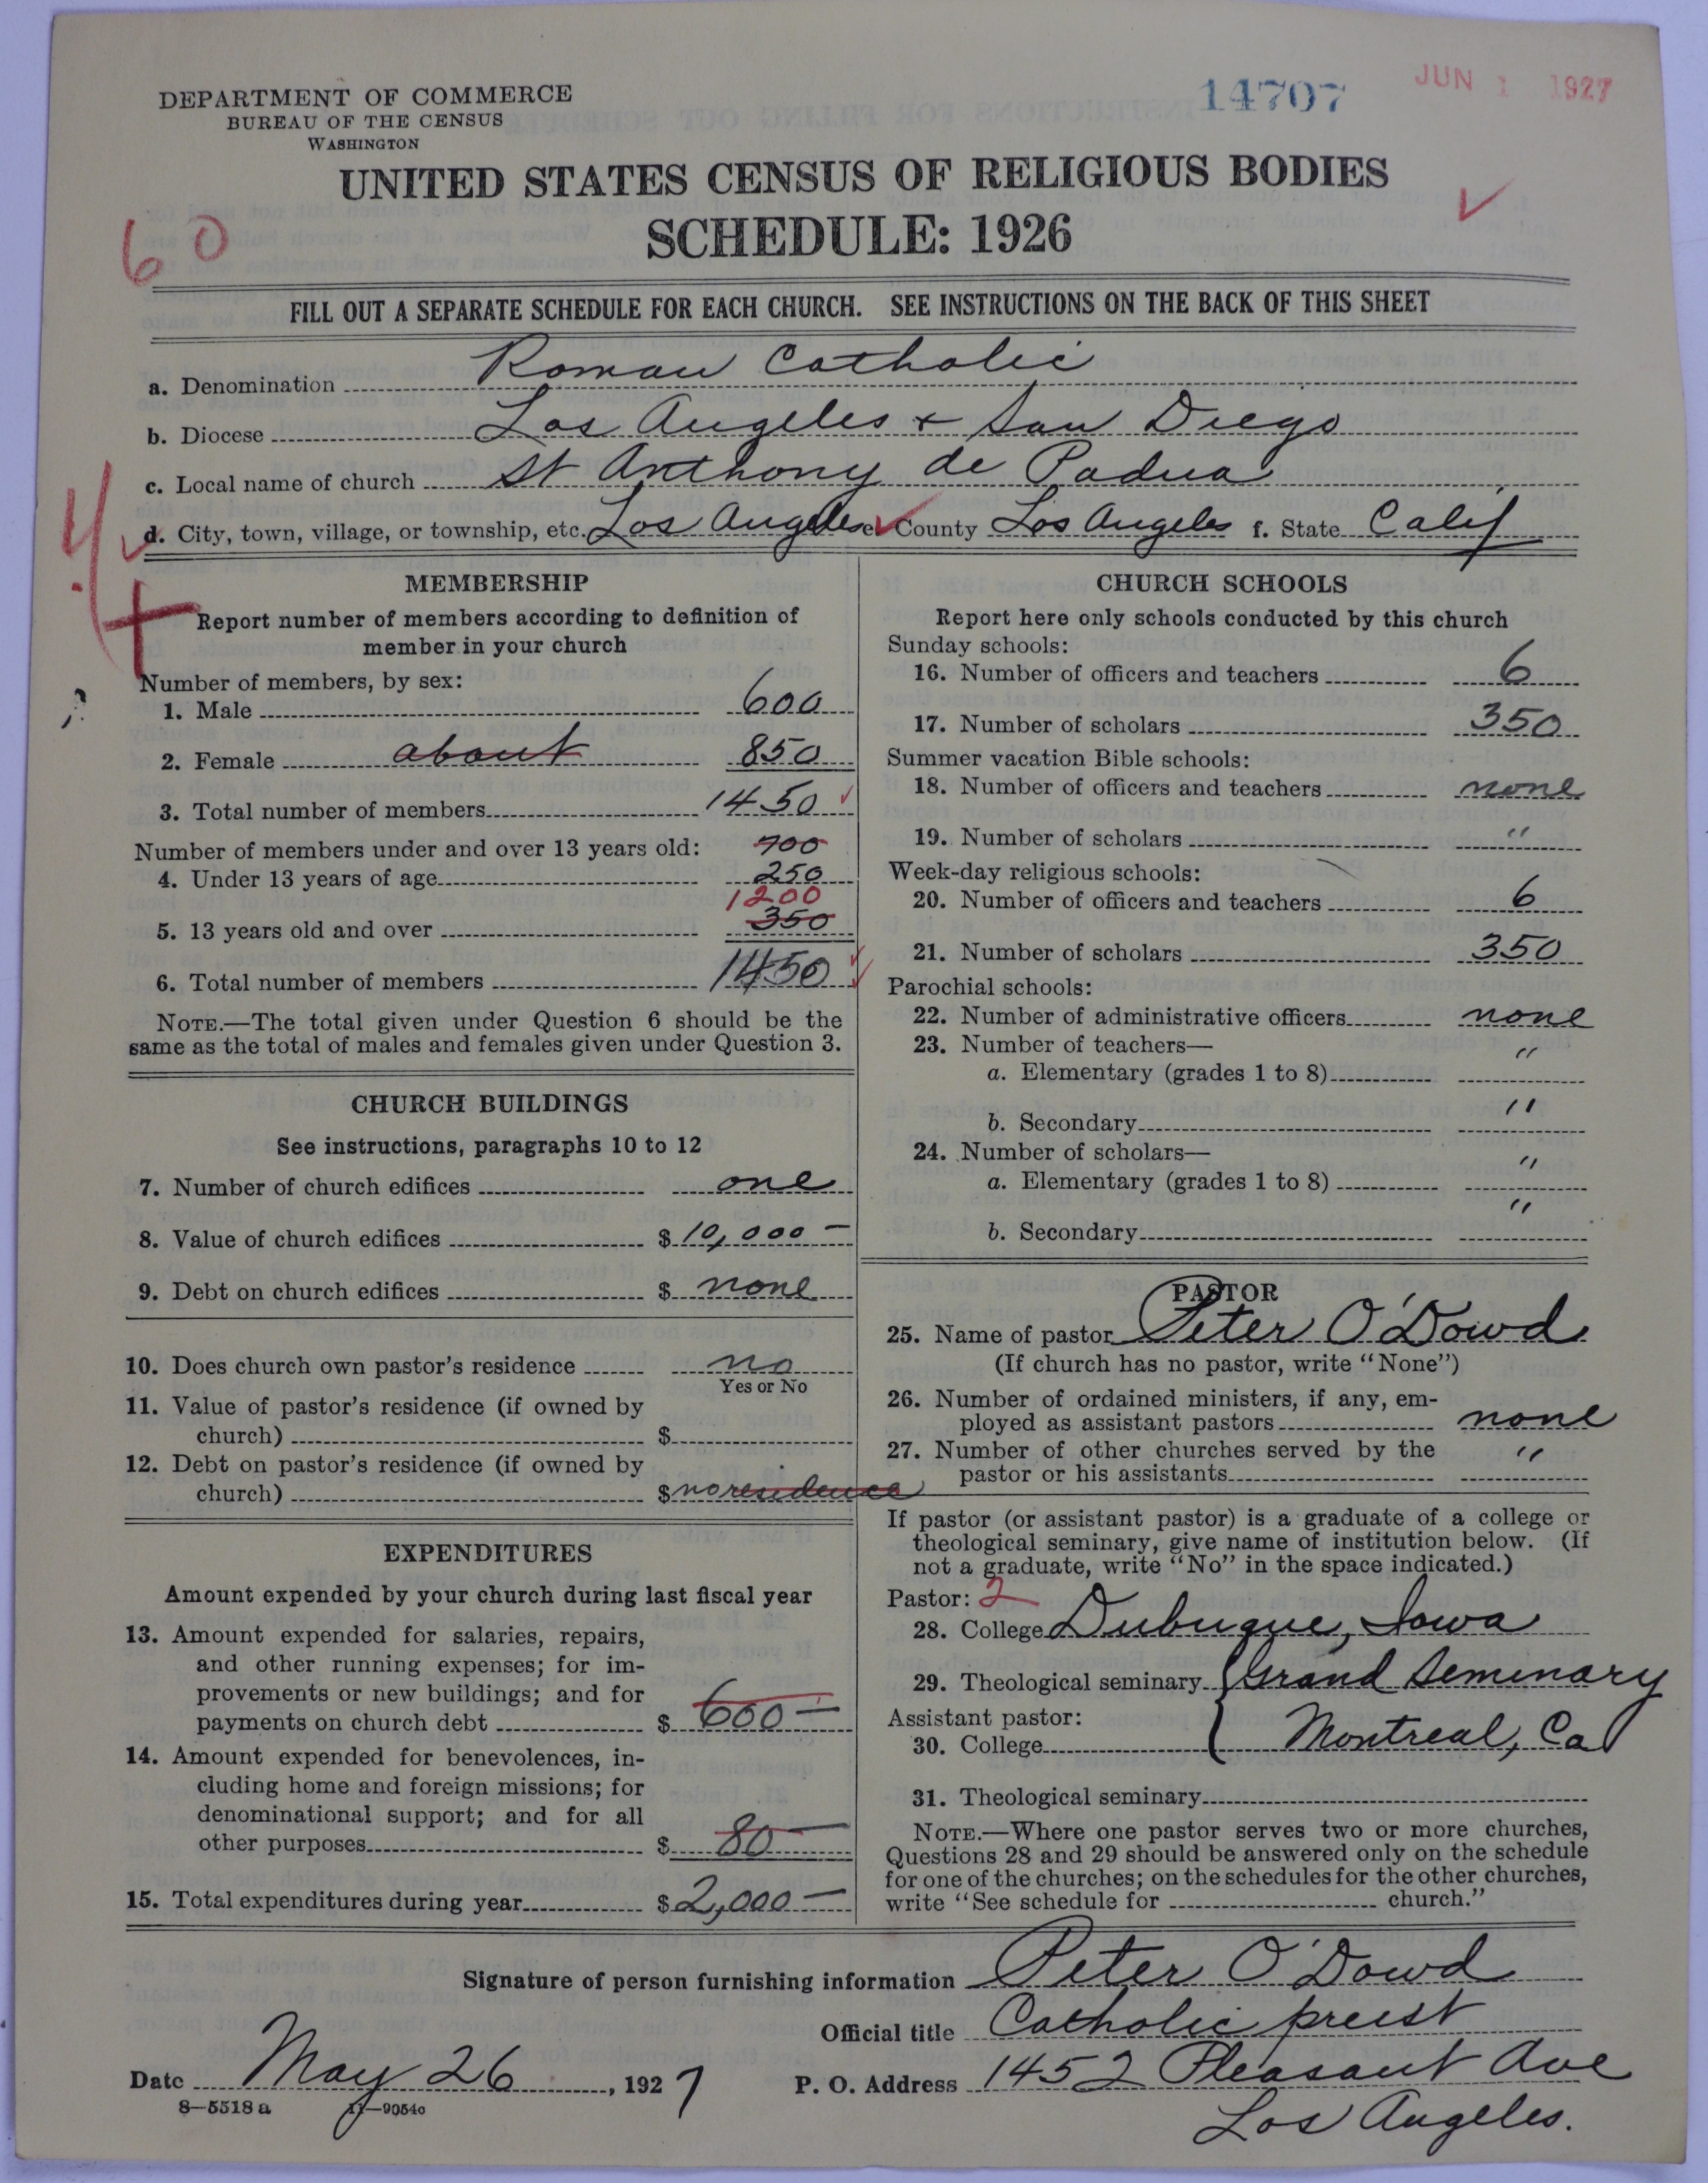 DEPARTMENT OF COMMERCE
BUREAU OF THE CENSUS
WASHINGTON
14707
JUN 1 1927
UNITED STATES CENSUS OF RELIGIOUS BODIES
SCHEDULE: 1926
60
FILL OUT A SEPARATE SCHEDULE FOR EACH CHURCH. SEE INSTRUCTIONS ON THE BACK OF THIS SHEET
a. Denomination Roman Catholic
b. Diocese Los Angeles + San Diego
c. Local name of church St Anthony de Padua
d. City, town, village, or township, etc. Los Angeles e. County Los Angeles f. State Calif
MEMBERSHIP
Report number of members according to definition of
member in your church
Number of members, by sex:
1. Male 600
2. Female about 850
3. Total number of members 1450
Number of members under and over 13 years old: 700
4. Under 13 years of age 250
1200
5. 13 years old and over 350
6. Total number of members 1450
NOTE.—The total given under Question 6 should be the
same as the total of males and females given under Question 3.
CHURCH BUILDINGS
See instructions, paragraphs 10 to 12
7. Number of church edifices one
8. Value of church edifices $ 10,000 —
9. Debt on church edifices $ none
10. Does church own pastor's residence no
Yes or No
11. Value of pastor's residence (if owned by
church) $
12. Debt on pastor's residence (if owned by
church) $ no residence
EXPENDITURES
Amount expended by your church during last fiscal year
13. Amount expended for salaries, repairs,
and other running expenses; for im-
provements or new buildings; and for
payments on church debt $ 600 —
14. Amount expended for benevolences, in-
cluding home and foreign missions; for
denominational support; and for all
other purposes $ 80 —
15. Total expenditures during year $ 2,000 —
CHURCH SCHOOLS
Report here only schools conducted by this church
Sunday schools:
16. Number of officers and teachers 6
17. Number of scholars 350
Summer vacation Bible schools:
18. Number of officers and teachers none
19. Number of scholars "
Week-day religious schools:
20. Number of officers and teachers 6
21. Number of scholars 350
Parochial schools:
22. Number of administrative officers none
23. Number of teachers— "
a. Elementary (grades 1 to 8)
b. Secondary "
24. Number of scholars— "
a. Elementary (grades 1 to 8)
"
b. Secondary
PASTOR
25. Name of pastor Peter O'Dowd
(If church has no pastor, write "None")
26. Number of ordained ministers, if any, em-
ployed as assistant pastors none
27. Number of other churches served by the "
pastor or his assistants
If pastor (or assistant pastor) is a graduate of a college or
theological seminary, give name of institution below. (If
not a graduate, write "No" in the space indicated.)
Pastor: 2
28. College Dubuque, Iowa
29. Theological seminary Grand Seminary
Assistant pastor:
30. College Montreal, Ca
31. Theological seminary
NOTE.—Where one pastor serves two or more churches,
Questions 28 and 29 should be answered only on the schedule
for one of the churches; on the schedules for the other churches,
write "See schedule for church."
Signature of person furnishing information Peter O'Dowd
Official title Catholic priest
Date May 26, 1927 P. O. Address 1452 Pleasant Ave
8—5518 a 11—9054c
Los Angeles.